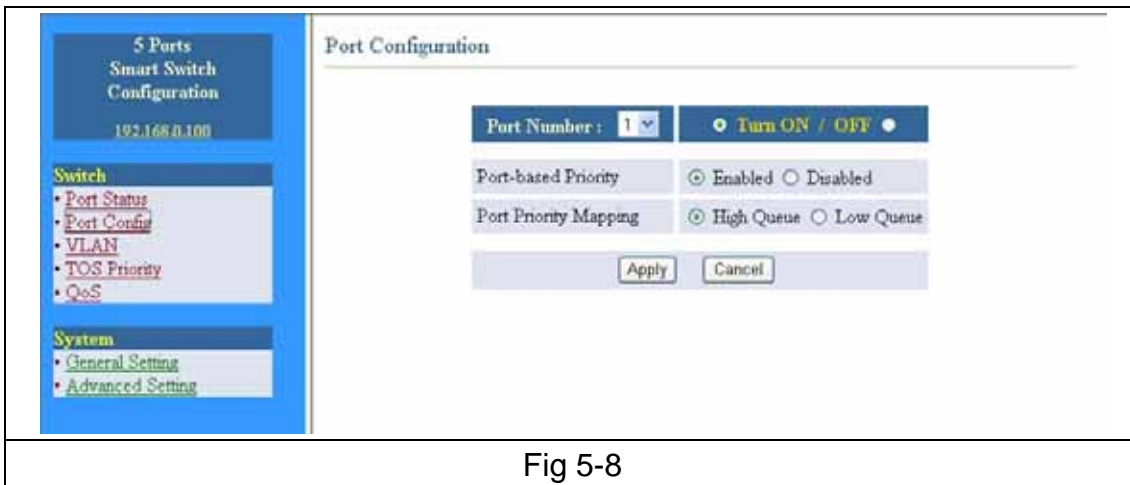 5 Ports
Smart Switch
Configuration
192.168.0.100
Switch
• Port Status
• Port Config
• VLAN
• TOS Priority
• QoS
System
• General Setting
• Advanced Setting
Port Configuration
Port Number : 1 Turn ON / OFF
Port-based Priority Enabled Disabled
Port Priority Mapping High Queue Low Queue
Apply Cancel
Fig 5-8